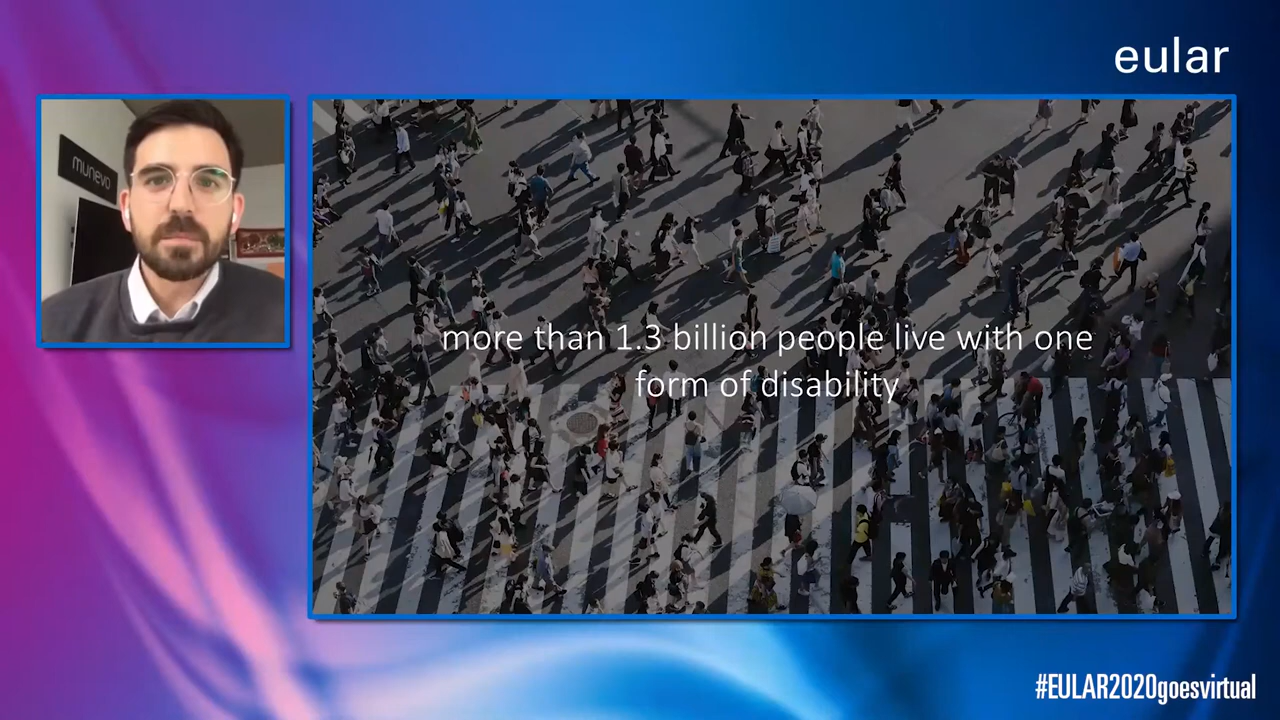 eular
munevo
more than 1.3 billion people live with one
form of disability
#EULAR2020goesvirtual